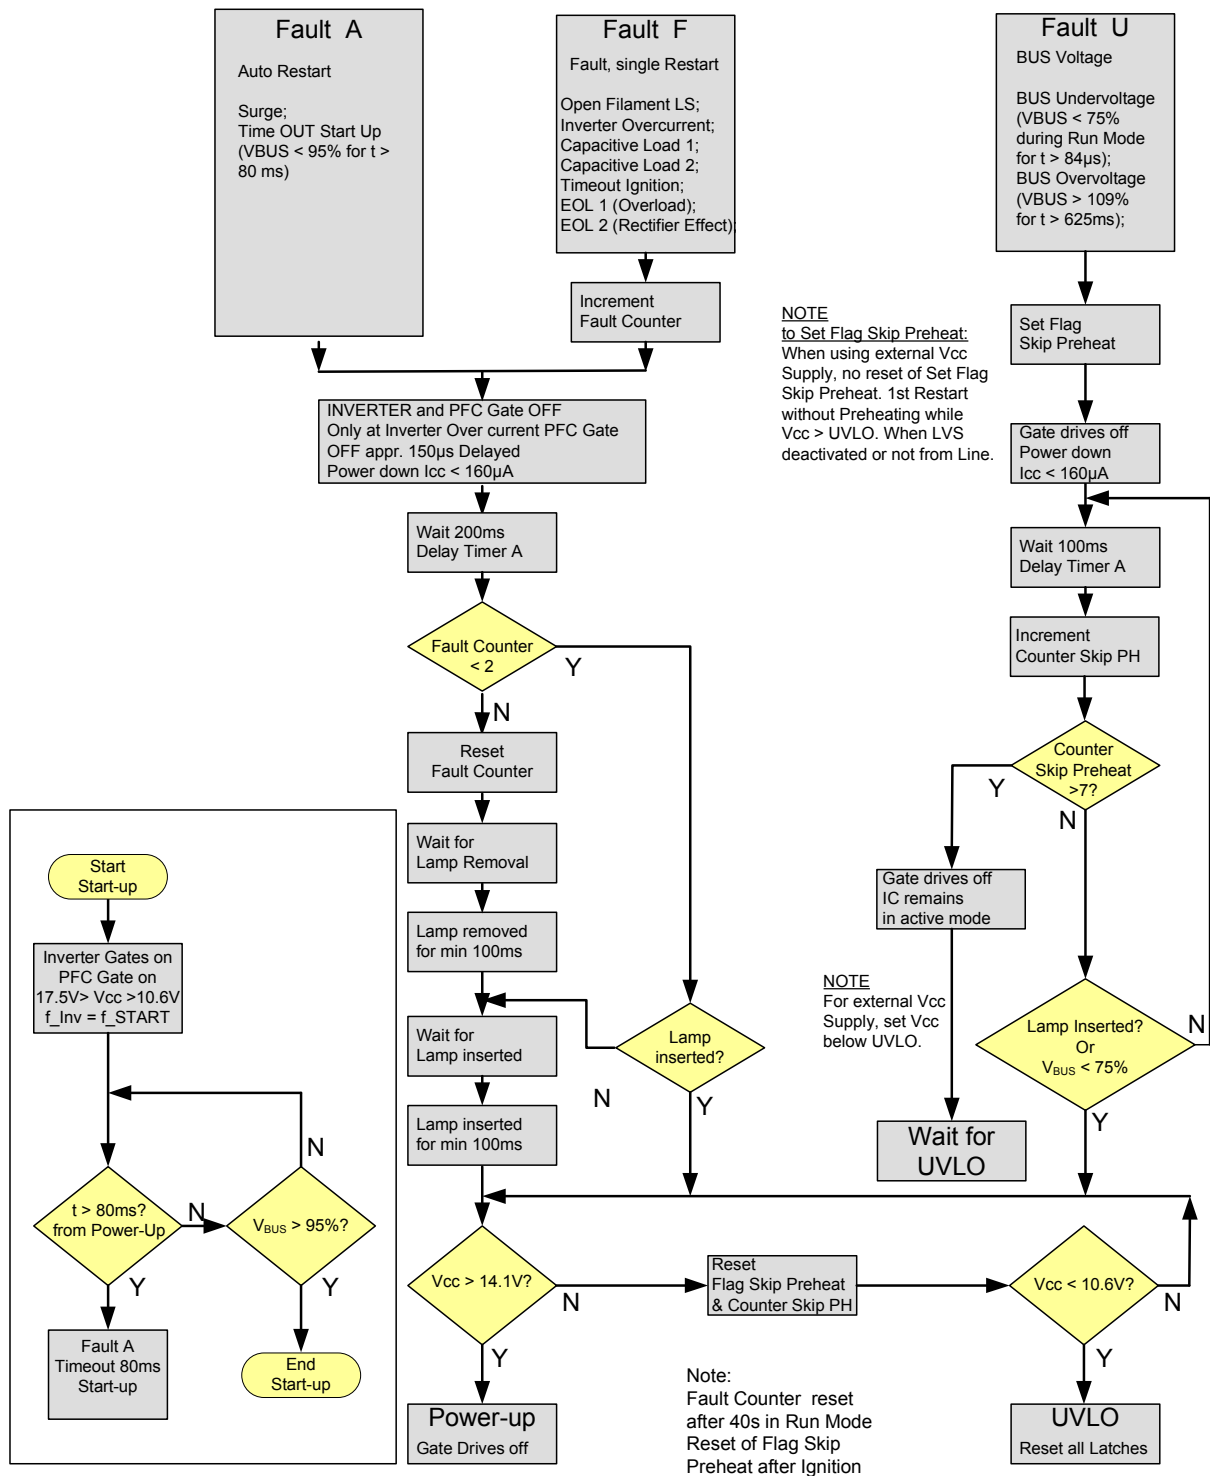 Fault A
Auto Restart
Surge;
Time OUT Start Up
(VBUS < 95% for t >
80 ms)
Fault F
Fault, single Restart
Open Filament LS;
Inverter Overcurrent;
Capacitive Load 1;
Capacitive Load 2;
Timeout Ignition;
EOL 1 (Overload);
EOL 2 (Rectifier Effect);
Fault U
BUS Voltage
BUS Undervoltage
(VBUS < 75%
during Run Mode
for t > 84µs);
BUS Overvoltage
(VBUS > 109%
for t > 625ms);
Increment
Fault Counter
NOTE
to Set Flag Skip Preheat:
When using external Vcc
Supply, no reset of Set Flag
Skip Preheat. 1st Restart
without Preheating while
Vcc > UVLO. When LVS
deactivated or not from Line.
Set Flag
Skip Preheat
INVERTER and PFC Gate OFF
Only at Inverter Over current PFC Gate
OFF appr. 150µs Delayed
Power down Icc < 160µA
Gate drives off
Power down
Icc < 160µA
Wait 200ms
Delay Timer A
Wait 100ms
Delay Timer A
Fault Counter
< 2
Y
N
Increment
Counter Skip PH
Reset
Fault Counter
Counter
Skip Preheat
>7?
Y
N
Wait for
Lamp Removal
Gate drives off
IC remains
in active mode
Lamp removed
for min 100ms
NOTE
For external Vcc
Supply, set Vcc
below UVLO.
Wait for
Lamp inserted
Lamp
inserted?
N
Y
Lamp Inserted?
Or
VBUS < 75%
N
Y
Lamp inserted
for min 100ms
Wait for
UVLO
Start
Start-up
Inverter Gates on
PFC Gate on
17.5V> Vcc >10.6V
f_Inv = f_START
N
t > 80ms?
from Power-Up
N
VBUS > 95%?
Y
Y
Fault A
Timeout 80ms
Start-up
End
Start-up
Vcc > 14.1V?
N
Y
Reset
Flag Skip Preheat
& Counter Skip PH
Vcc < 10.6V?
N
Y
Power-up
Gate Drives off
Note:
Fault Counter reset
after 40s in Run Mode
Reset of Flag Skip
Preheat after Ignition
UVLO
Reset all Latches